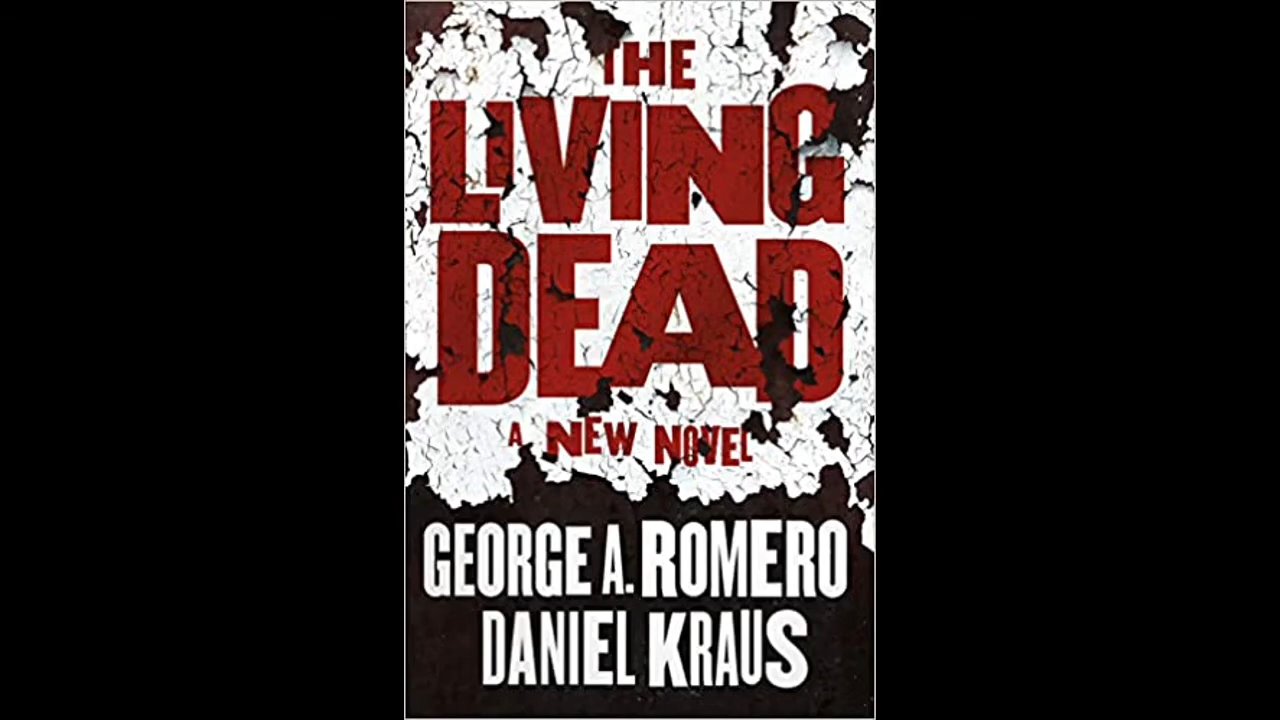 THE
LIVING
DEAD
A NEW NOVEL
GEORGE A. ROMERO
DANIEL KRAUS